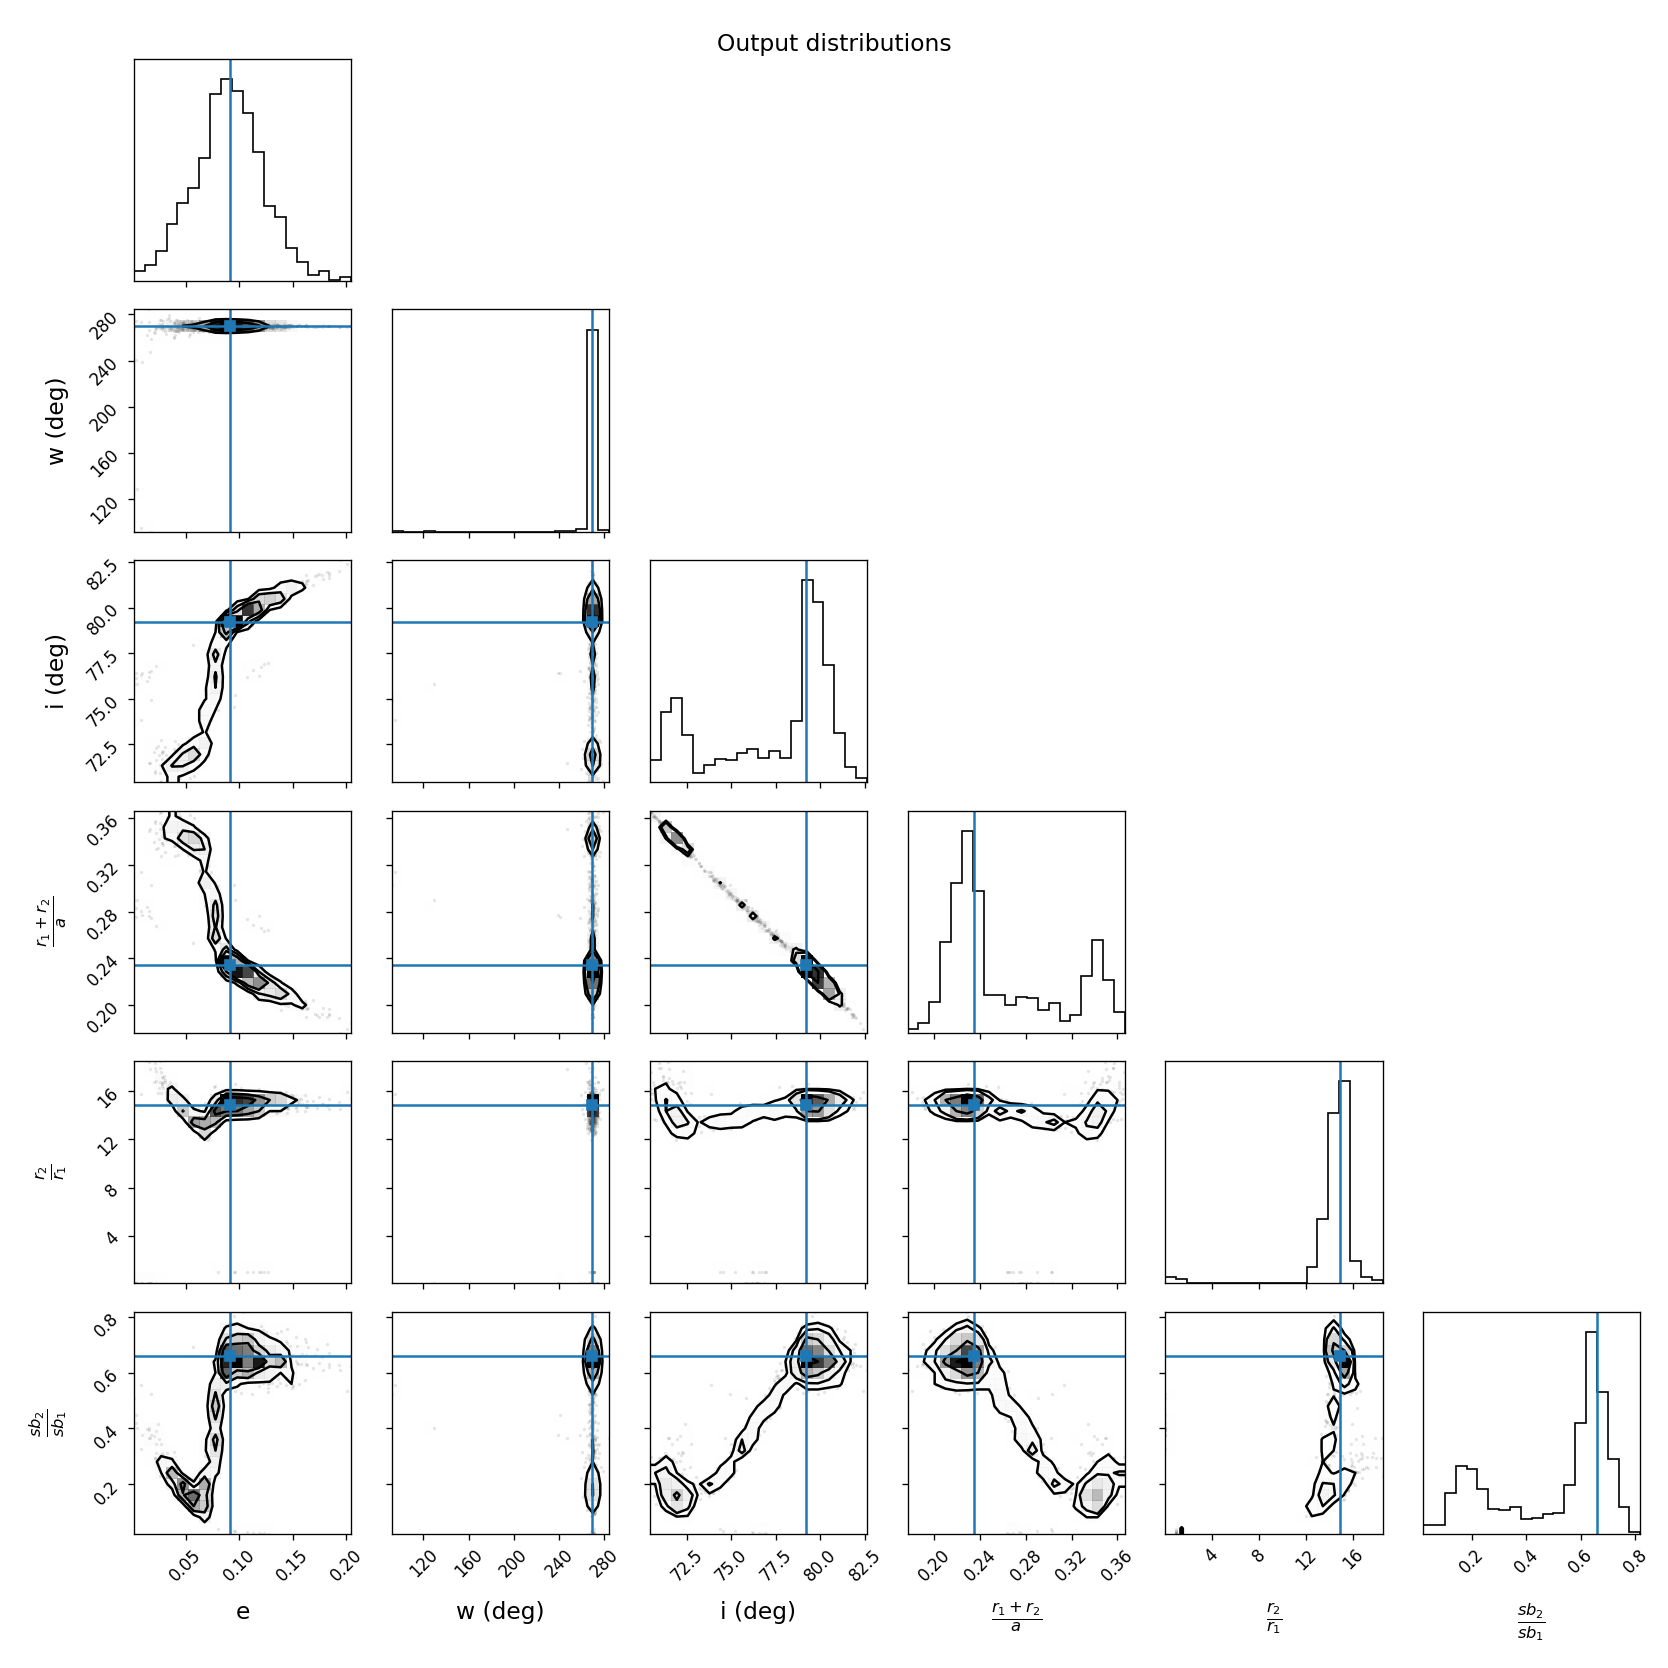 Output distributions
280
240
200
160
120
w (deg)
82.5
80.0
77.5
75.0
72.5
i (deg)
0.36
0.32
0.28
0.24
0.20
r₁ + r₂
a
16
12
8
4
r₂
r₁
0.8
0.6
0.4
0.2
sb₂
sb₁
0.05 0.10 0.15 0.20 120 160 200 240 280 72.5 75.0 77.5 80.0 82.5 0.20 0.24 0.28 0.32 0.36 4 8 12 16 0.2 0.4 0.6 0.8
e w (deg) i (deg) r₁ + r₂ r₂ sb₂
a r₁ sb₁